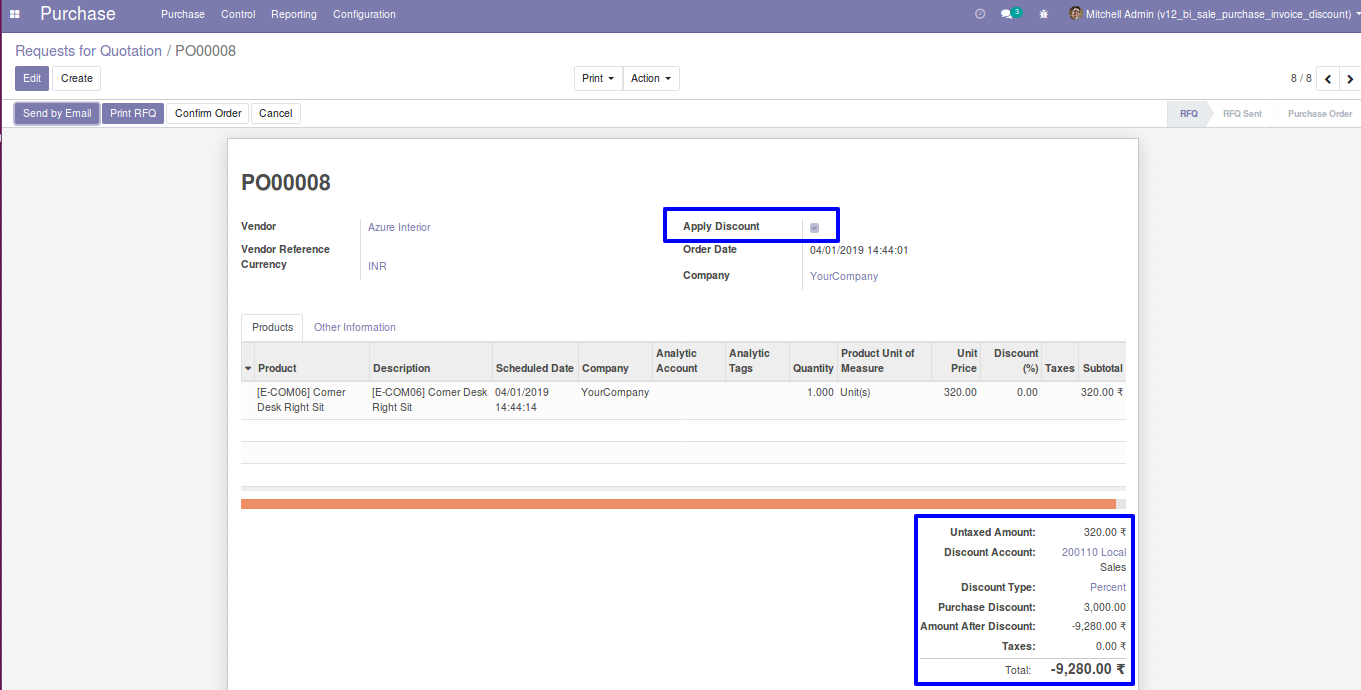 Purchase Purchase Control Reporting Configuration 3 Mitchell Admin (v12_bi_sale_purchase_invoice_discount)
Requests for Quotation / PO00008
Edit Create Print Action 8 / 8
Send by Email Print RFQ Confirm Order Cancel RFQ RFQ Sent Purchase Order
PO00008
Vendor Azure Interior Apply Discount
Vendor Reference Order Date 04/01/2019 14:44:01
Currency INR
Company YourCompany
Products Other Information
Analytic Analytic Product Unit of Unit Discount
Product Description Scheduled Date Company Account Tags Quantity Measure Price (%) Taxes Subtotal
[E-COM06] Corner [E-COM06] Corner Desk 04/01/2019 YourCompany 1.000 Unit(s) 320.00 0.00 320.00 ₹
Desk Right Sit Right Sit 14:44:14
Untaxed Amount: 320.00 ₹
Discount Account: 200110 Local
Sales
Discount Type: Percent
Purchase Discount: 3,000.00
Amount After Discount: -9,280.00 ₹
Taxes: 0.00 ₹
Total: -9,280.00 ₹